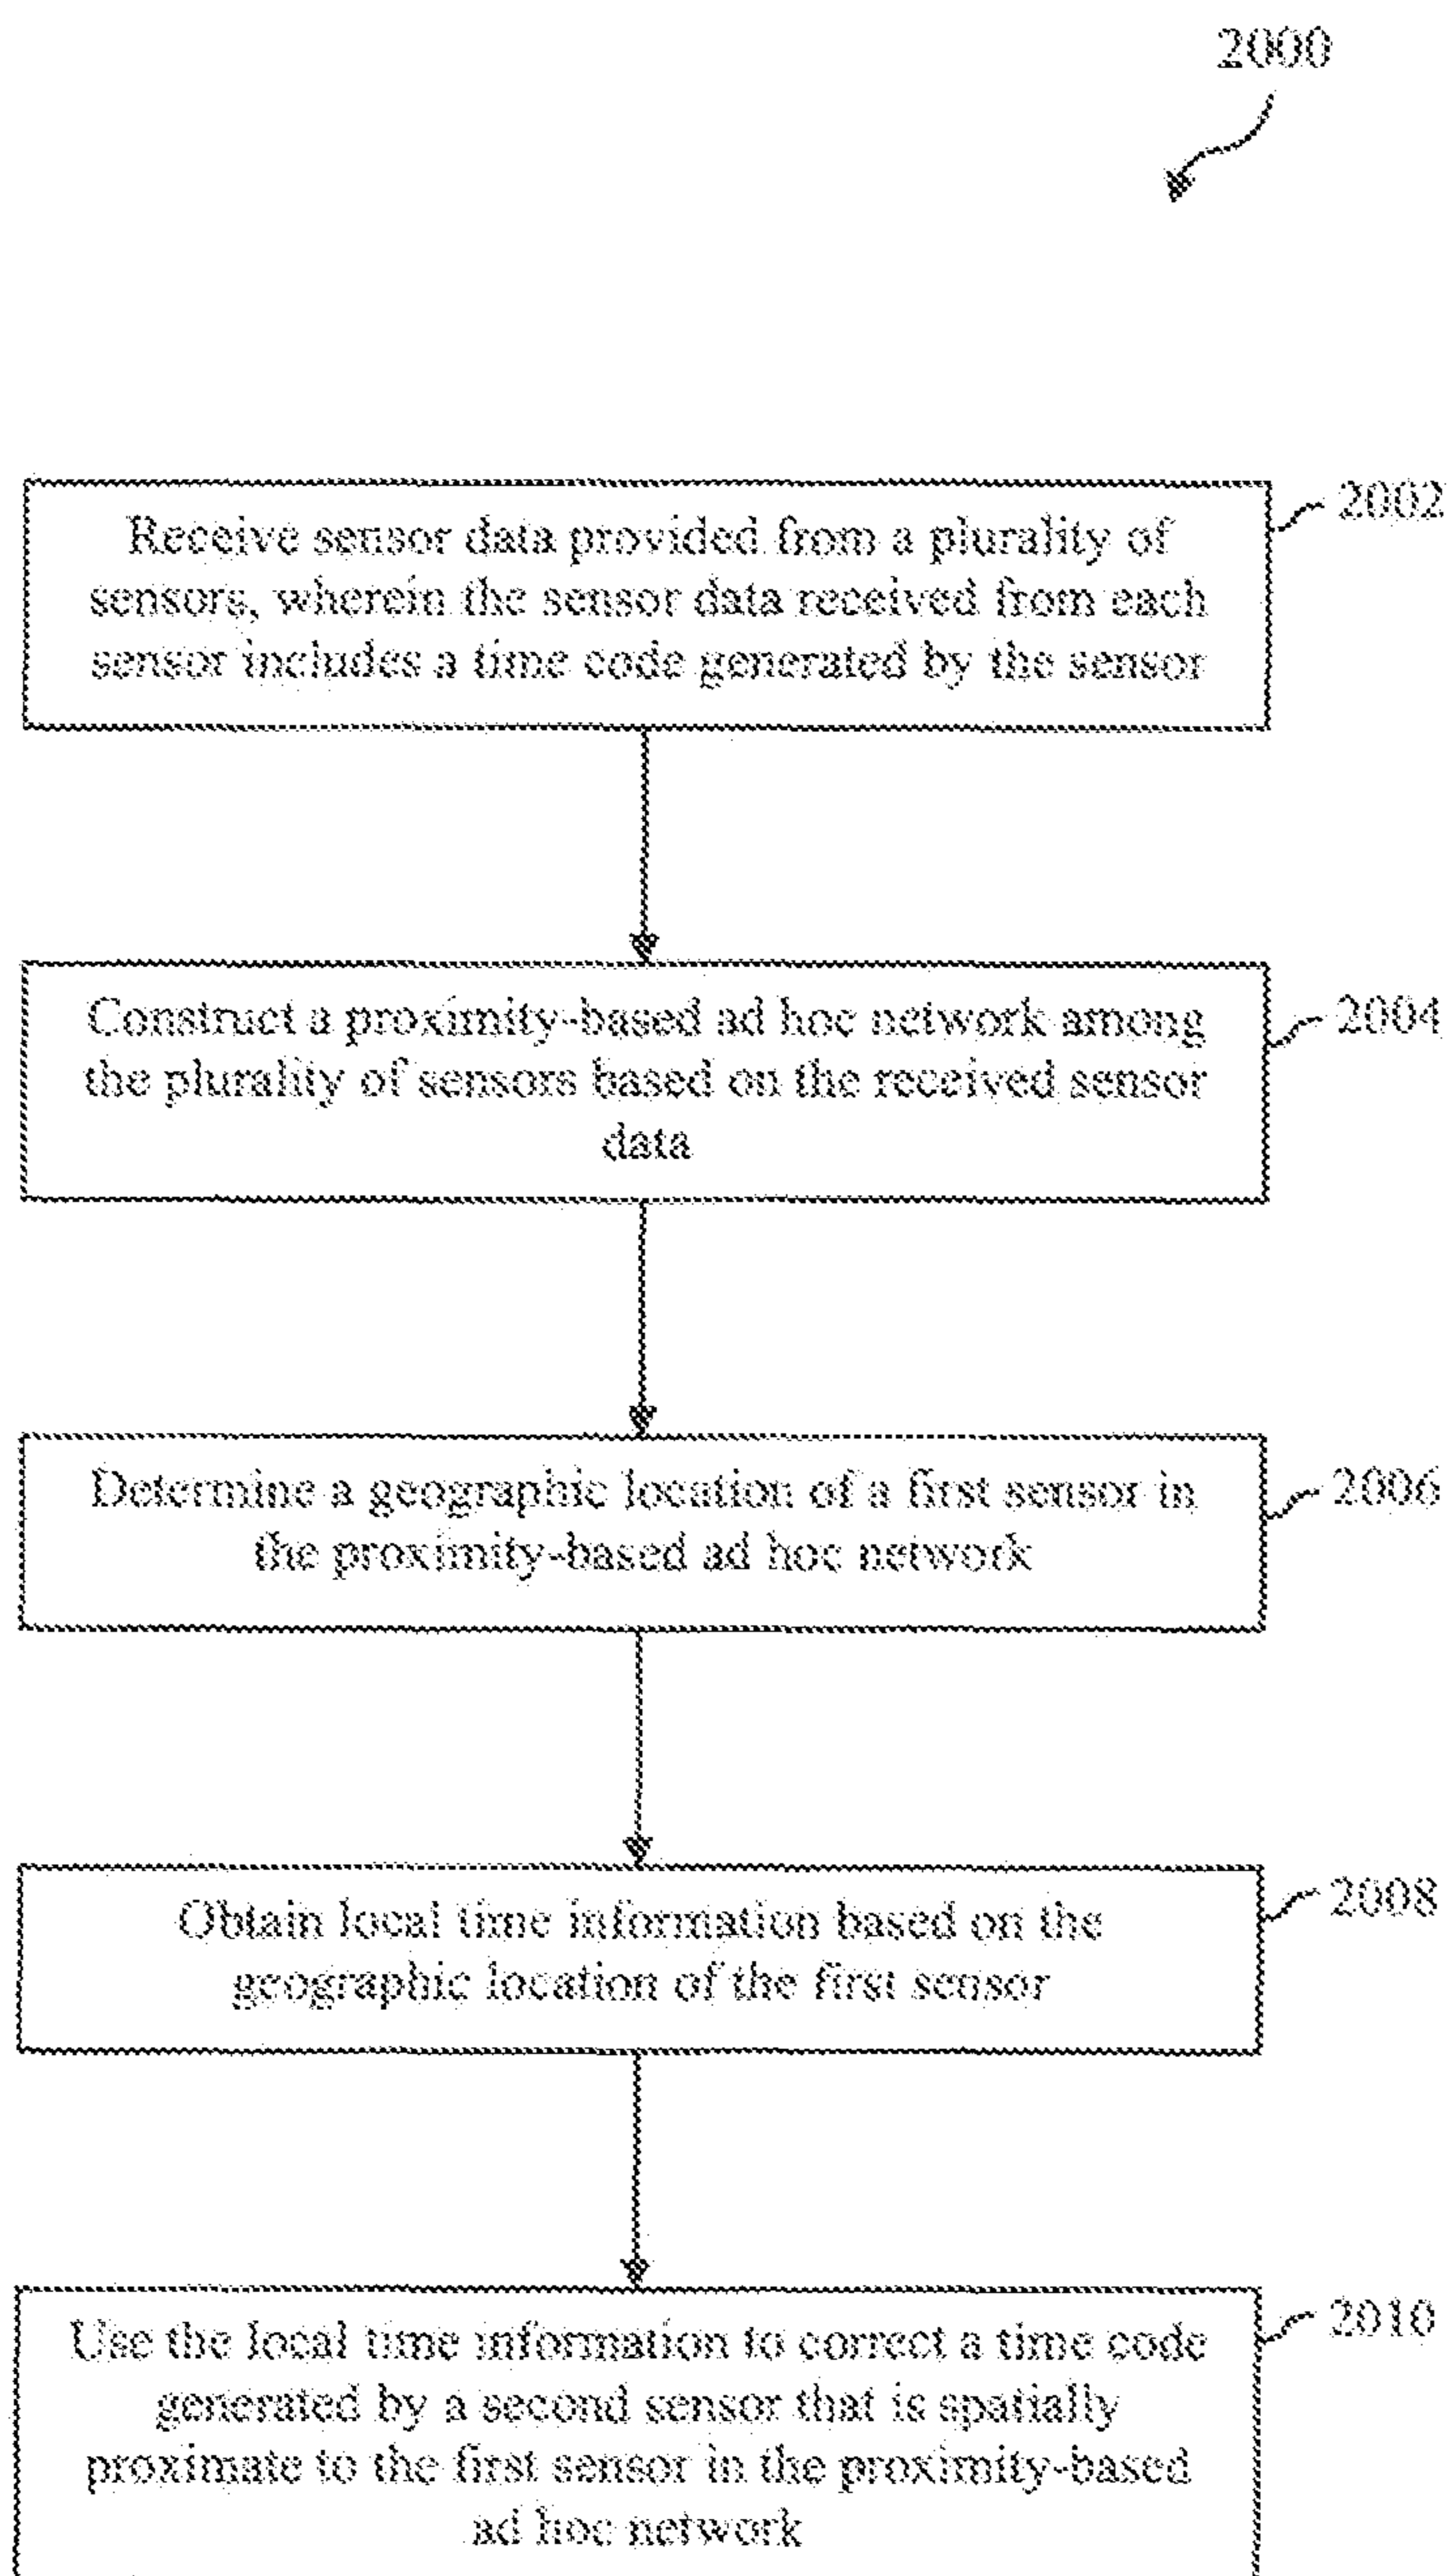 2000
Receive sensor data provided from a plurality of
2002
sensors, wherein the sensor data received from each
sensor includes a time code generated by the sensor
Construct a proximity-based ad hoc network among
2004
the plurality of sensors based on the received sensor
data
Determine a geographic location of a first sensor in
2006
the proximity-based ad hoc network
Obtain local time information based on the
2008
geographic location of the first sensor
Use the local time information to correct a time code
2010
generated by a second sensor that is spatially
proximate to the first sensor in the proximity-based
ad hoc network